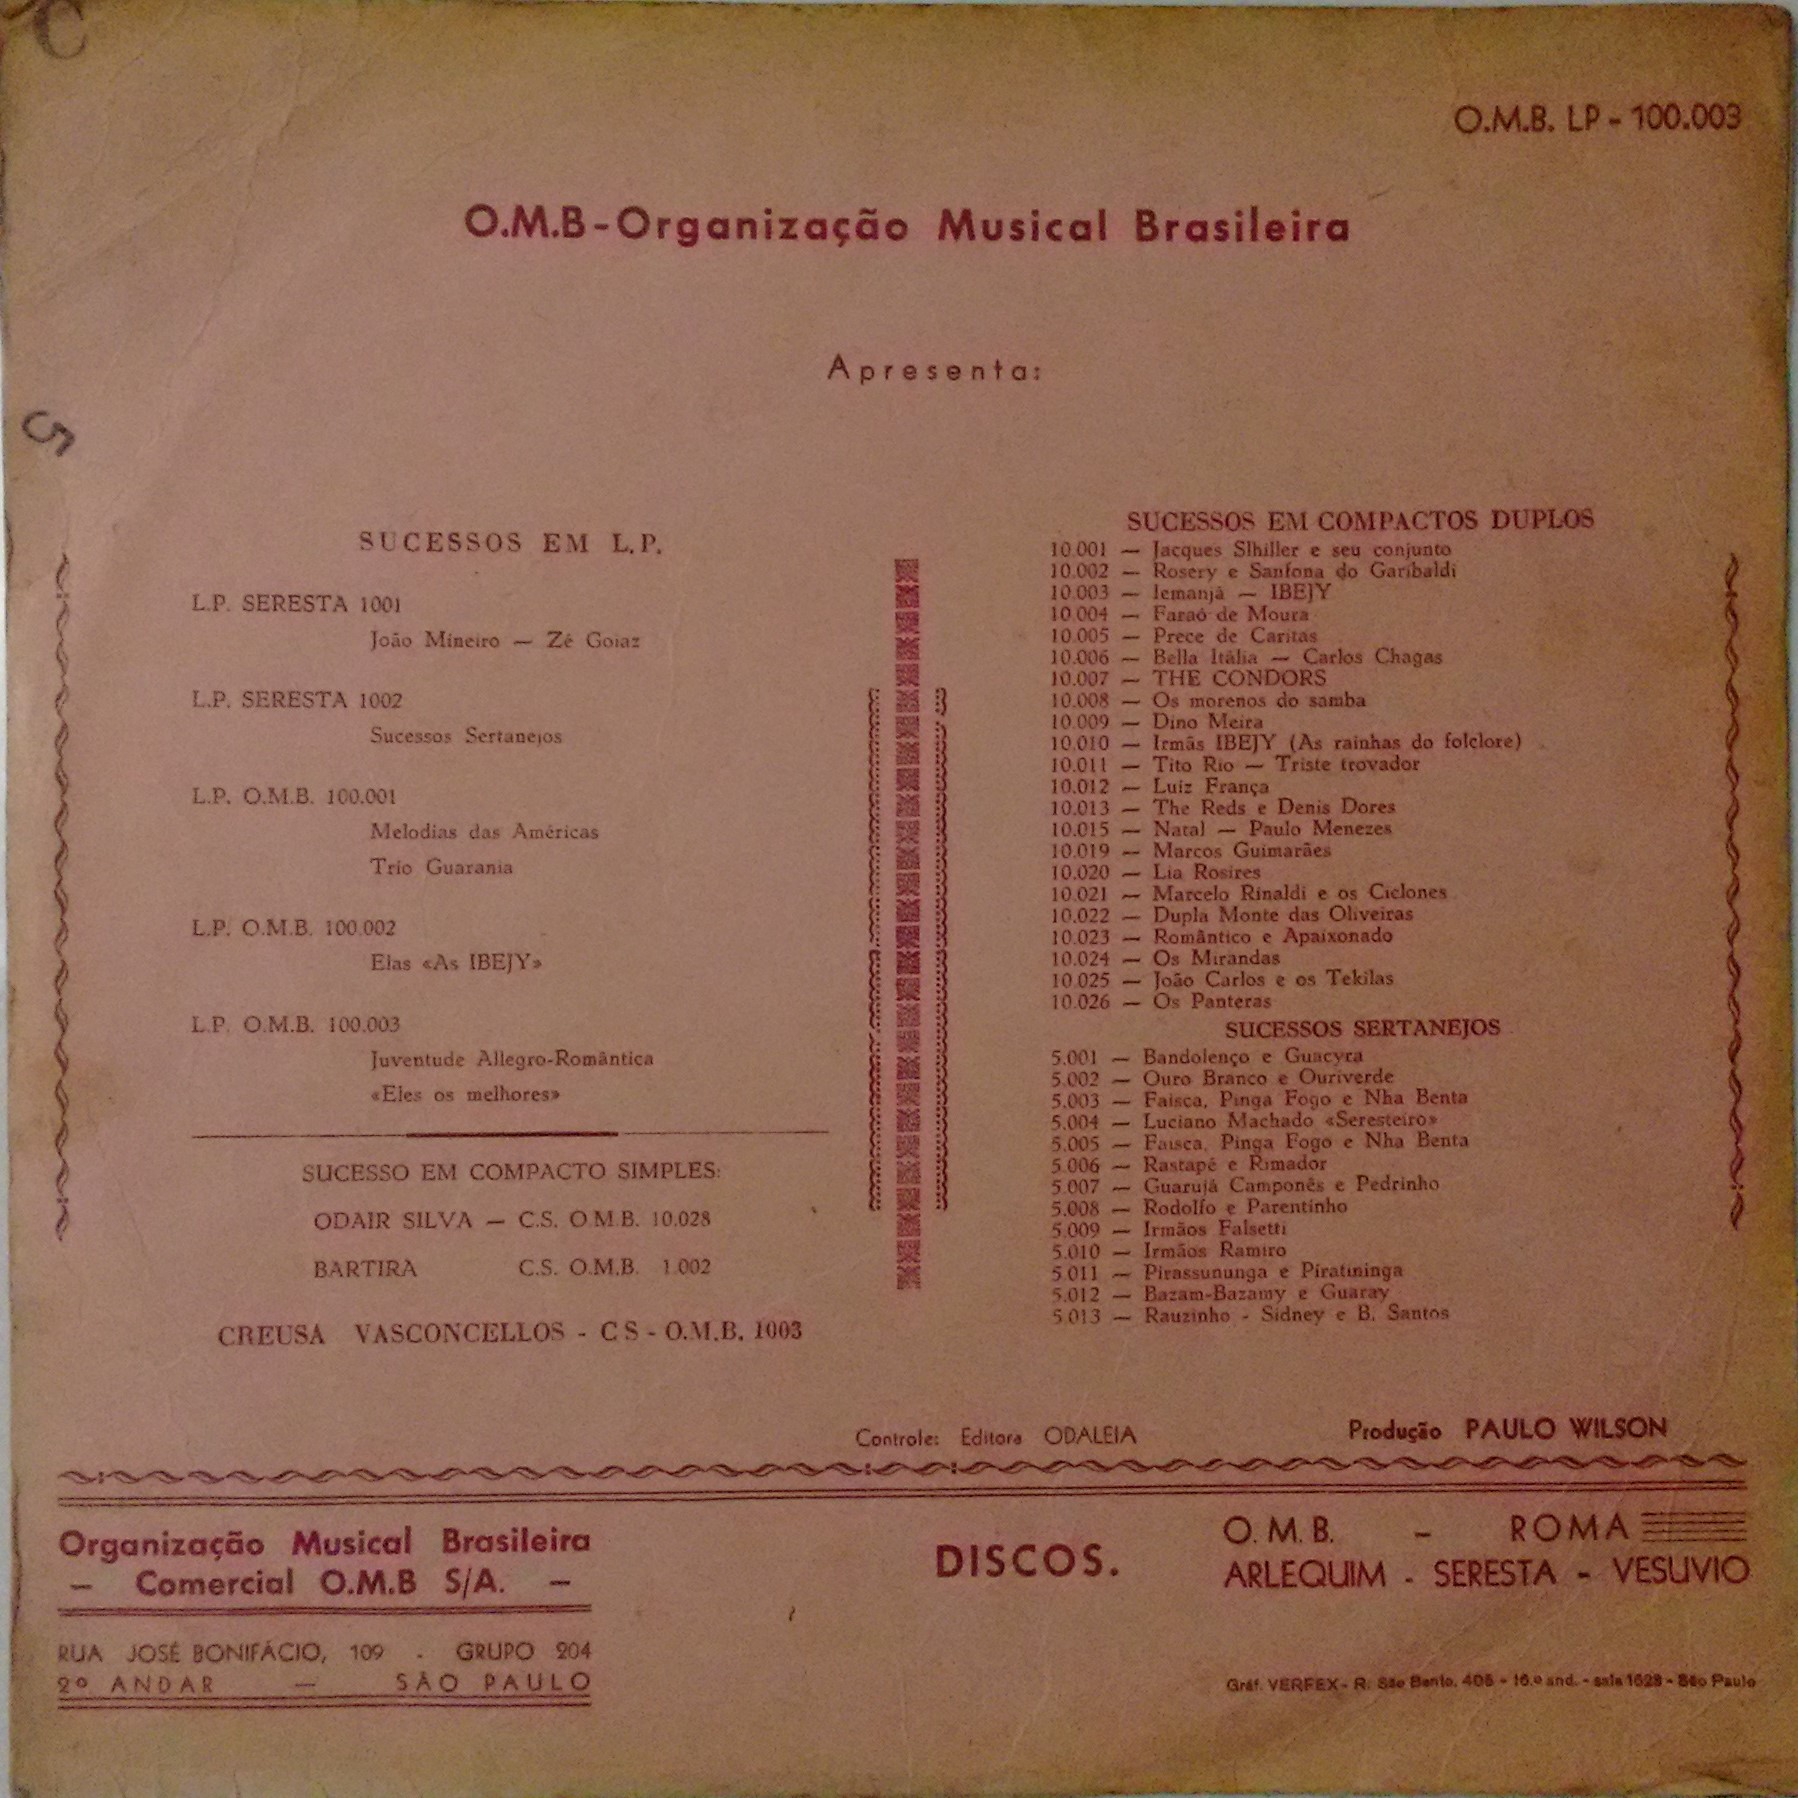 C
O.M.B. LP - 100.003
O.M.B - Organização Musical Brasileira
Apresenta:
5
SUCESSOS EM L.P.
L.P. SERESTA 1001
João Mineiro — Zé Goiaz
L.P. SERESTA 1002
Sucessos Sertanejos
L.P. O.M.B. 100.001
Melodias das Américas
Trio Guarania
L.P. O.M.B. 100.002
Elas «As IBEJY»
L.P. O.M.B. 100.003
Juventude Allegro-Romântica
«Eles os melhores»
SUCESSO EM COMPACTO SIMPLES:
ODAIR SILVA — C.S. O.M.B. 10.028
BARTIRA C.S. O.M.B. 1.002
CREUSA VASCONCELLOS - C S - O.M.B. 1003
SUCESSOS EM COMPACTOS DUPLOS
10.001 — Jacques Slhiller e seu conjunto
10.002 — Rosery e Sanfona do Garibaldi
10.003 — Iemanjá — IBEJY
10.004 — Faraó de Moura
10.005 — Prece de Caritas
10.006 — Bella Itália — Carlos Chagas
10.007 — THE CONDORS
10.008 — Os morenos do samba
10.009 — Dino Meira
10.010 — Irmãs IBEJY (As rainhas do folclore)
10.011 — Tito Rio — Triste trovador
10.012 — Luiz França
10.013 — The Reds e Denis Dores
10.015 — Natal — Paulo Menezes
10.019 — Marcos Guimarães
10.020 — Lia Rosires
10.021 — Marcelo Rinaldi e os Ciclones
10.022 — Dupla Monte das Oliveiras
10.023 — Romântico e Apaixonado
10.024 — Os Mirandas
10.025 — João Carlos e os Tekilas
10.026 — Os Panteras
SUCESSOS SERTANEJOS
5.001 — Bandolenço e Guacyra
5.002 — Ouro Branco e Ouriverde
5.003 — Faisca, Pinga Fogo e Nha Benta
5.004 — Luciano Machado «Seresteiro»
5.005 — Faisca, Pinga Fogo e Nha Benta
5.006 — Rastapé e Rimador
5.007 — Guarujá Camponês e Pedrinho
5.008 — Rodolfo e Parentinho
5.009 — Irmãos Falsetti
5.010 — Irmãos Ramiro
5.011 — Pirassununga e Piratininga
5.012 — Bazam-Bazamy e Guaray
5.013 — Rauzinho - Sidney e B. Santos
Controle: Editora ODALEIA
Produção PAULO WILSON
Organização Musical Brasileira
— Comercial O.M.B S/A. —
RUA JOSÉ BONIFÁCIO, 109 - GRUPO 204
2º ANDAR — SÃO PAULO
DISCOS.
O. M. B. - ROMA
ARLEQUIM - SERESTA - VESUVIO
Gráf. VERFEX - R. São Bento, 405 - 16.º and. - sala 1628 - São Paulo